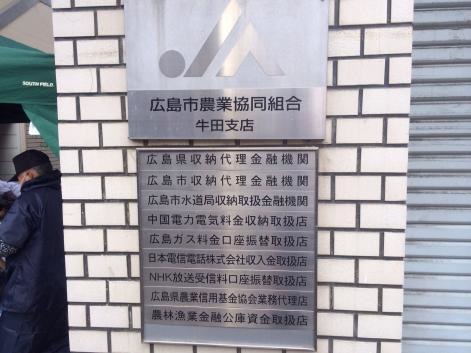 SOUTH FIELD
JA
広島市農業協同組合
牛田支店
広島県収納代理金融機関
広島市収納代理金融機関
広島市水道局収納取扱金融機関
中国電力電気料金収納取扱店
広島ガス料金口座振替取扱店
日本電信電話株式会社収入金取扱店
NHK放送受信料口座振替取扱店
広島県農業信用基金協会業務代理店
農林漁業金融公庫資金取扱店